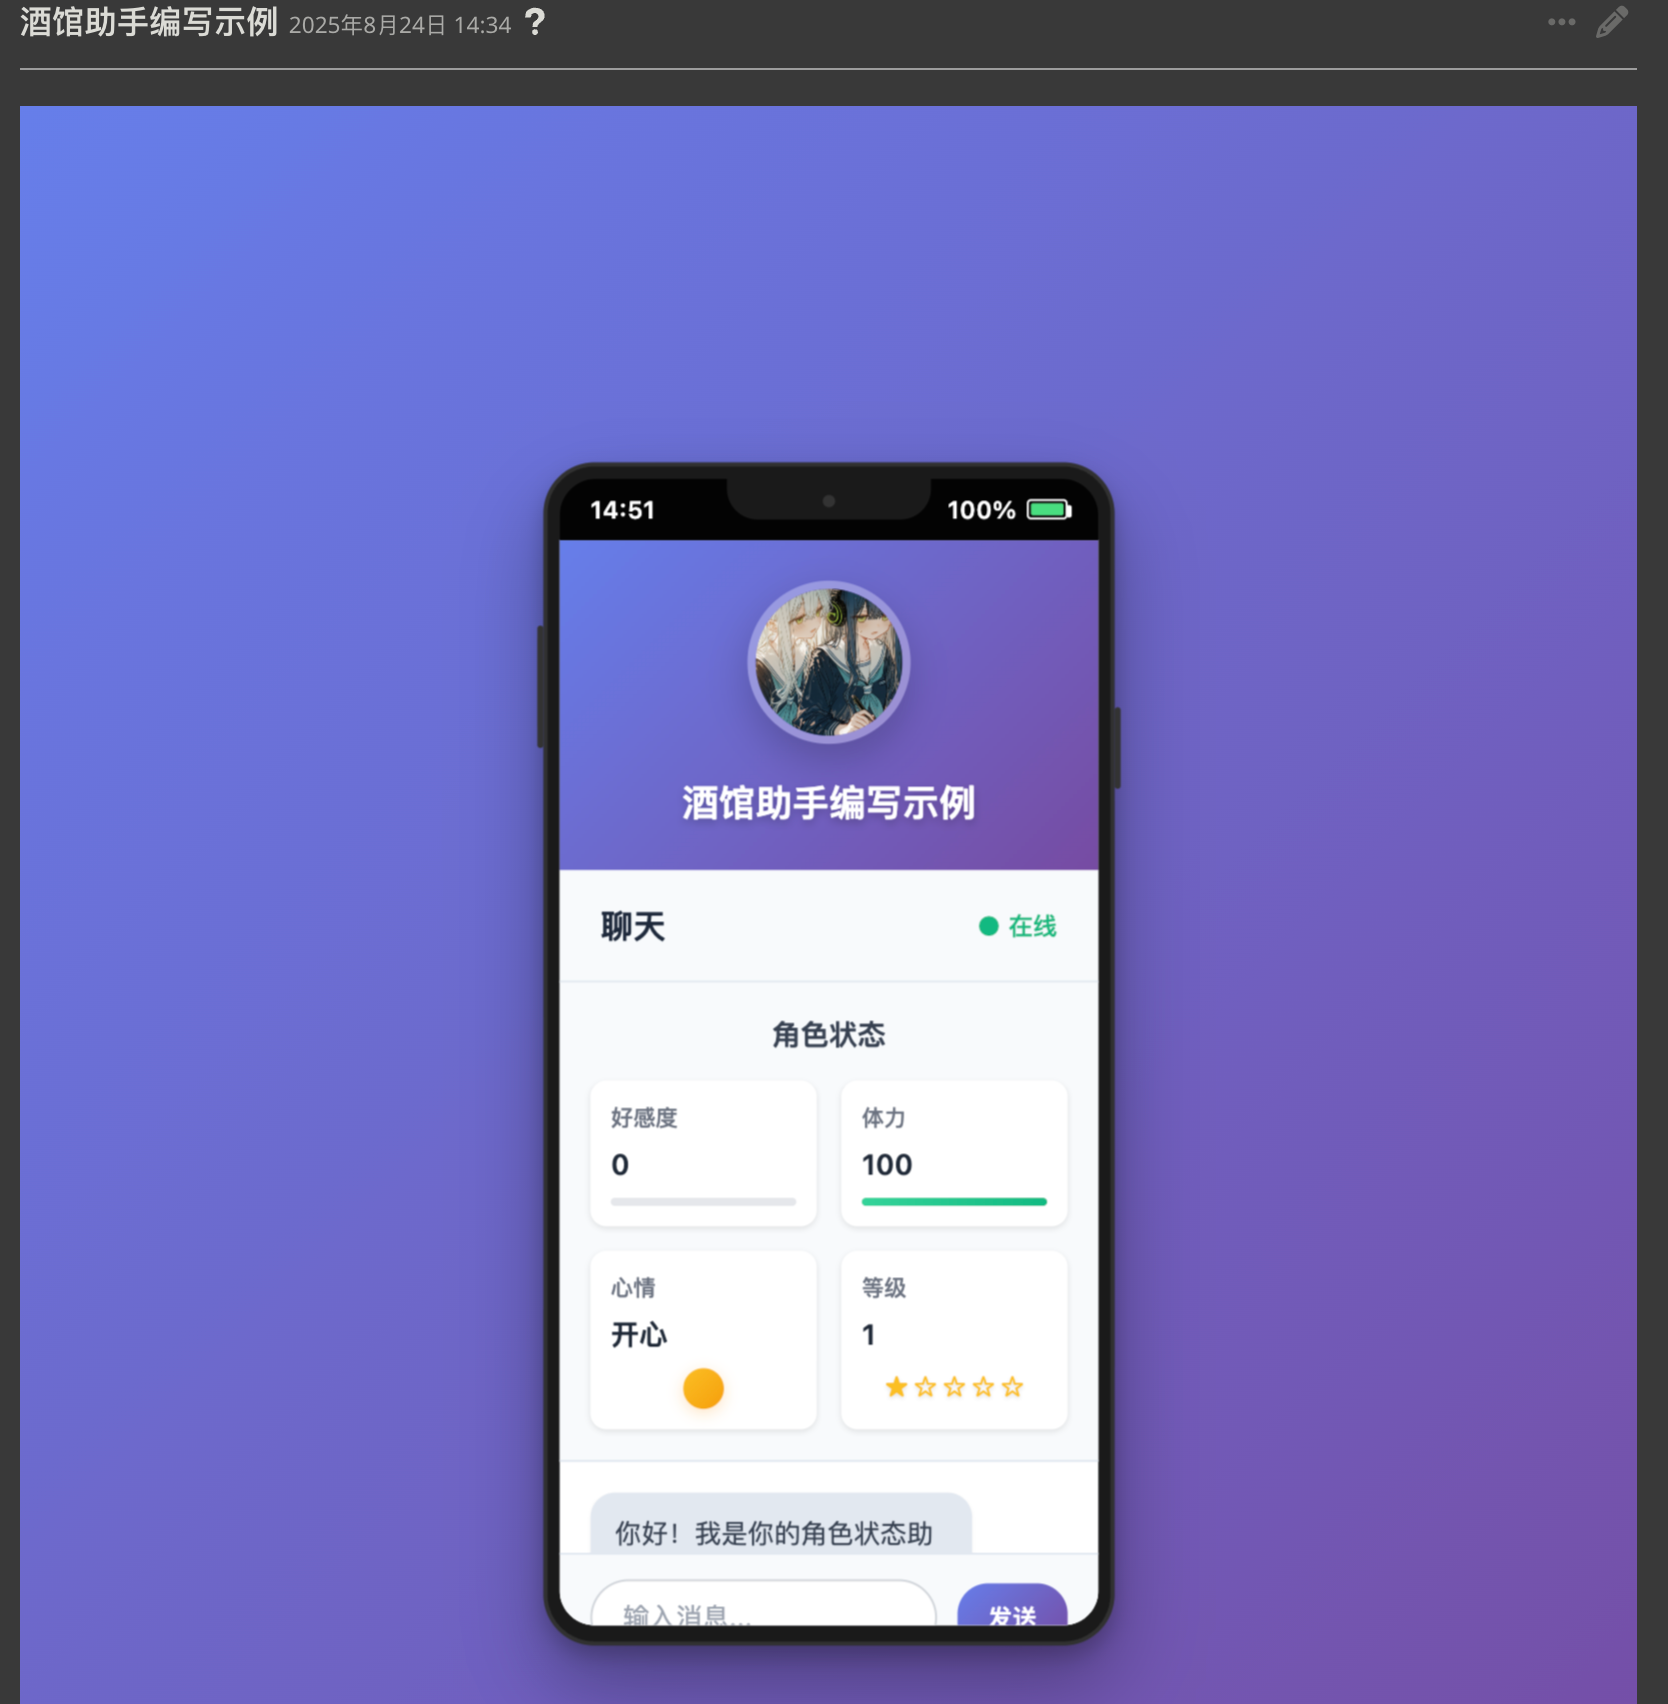 酒馆助手编写示例 2025年8月24日 14:34 ?
14:51 100%
酒馆助手编写示例
聊天 在线
角色状态
好感度 体力
0 100
心情 等级
开心 1
你好！我是你的角色状态助
输入消息... 发送